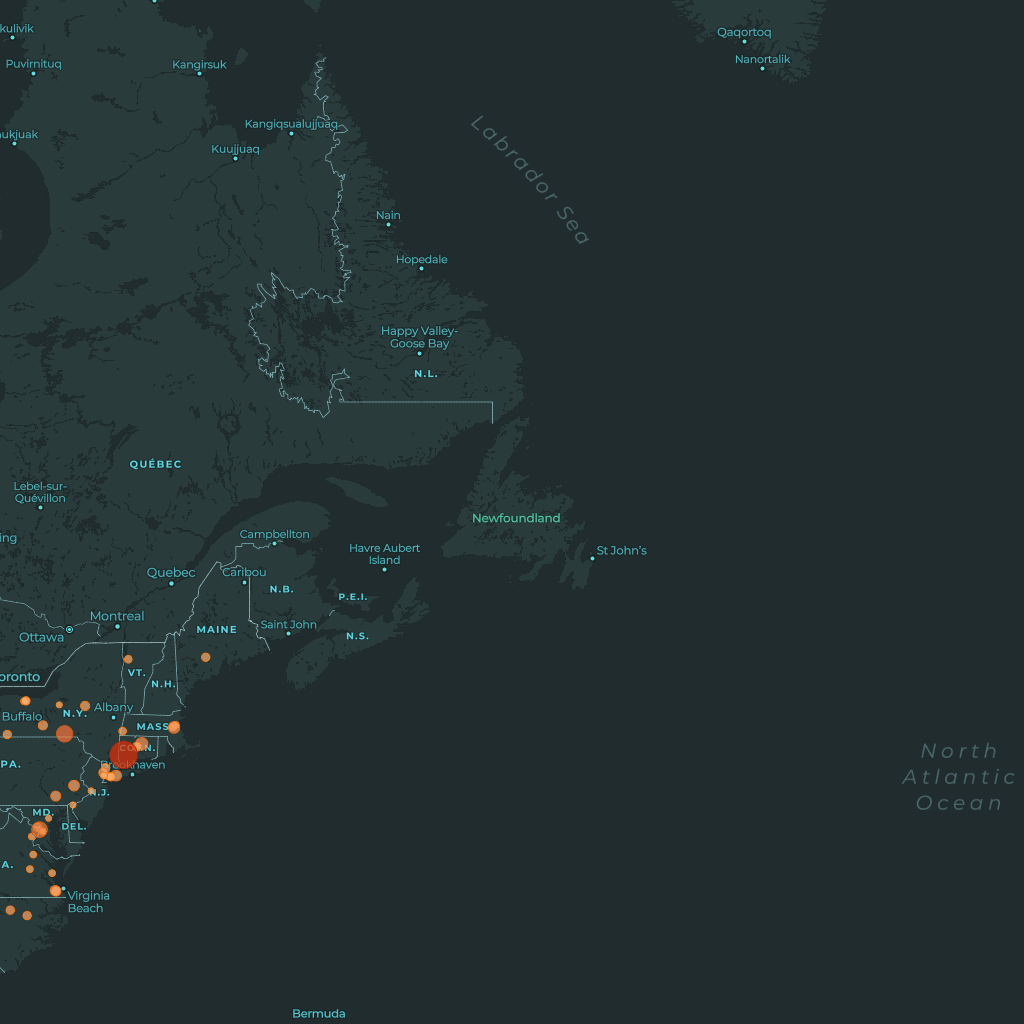 kulivik
Qaqortoq
Puvirnituq
Kangirsuk
Nanortalik
Labrador Sea
Kangiqsualujjuaq
ukjuak
Kuujjuaq
Nain
Hopedale
Happy Valley-
Goose Bay
N.L.
QUÉBEC
Lebel-sur-
Quévillon
Newfoundland
ing
Campbellton
Havre Aubert
Island
St John's
Quebec
Caribou
N.B.
P.E.I.
Montreal
Saint John
MAINE
Ottawa
N.S.
oronto
VT.
N.H.
Albany
Buffalo
N.Y.
MASS
North
Atlantic
Ocean
PA.
Brookhaven
N.J.
MD.
DEL.
A.
Virginia
Beach
Bermuda